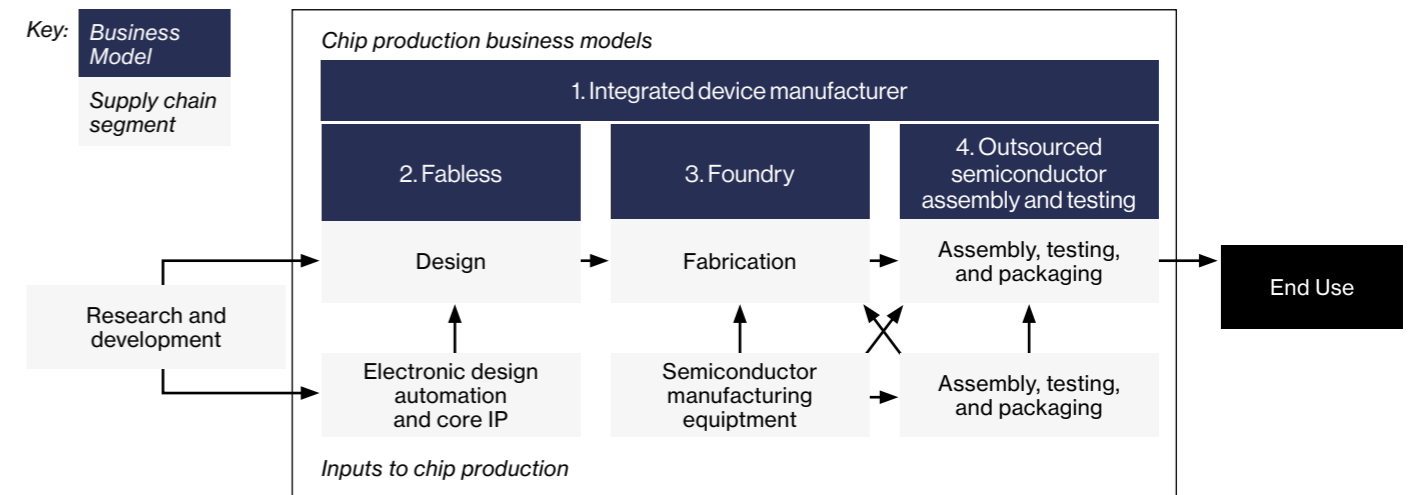 Key:
Business
Model
Supply chain
segment
Chip production business models
1. Integrated device manufacturer
2. Fabless
3. Foundry
4. Outsourced
semiconductor
assembly and testing
Research and
development
Design
Fabrication
Assembly, testing,
and packaging
End Use
Electronic design
automation
and core IP
Semiconductor
manufacturing
equiptment
Assembly, testing,
and packaging
Inputs to chip production